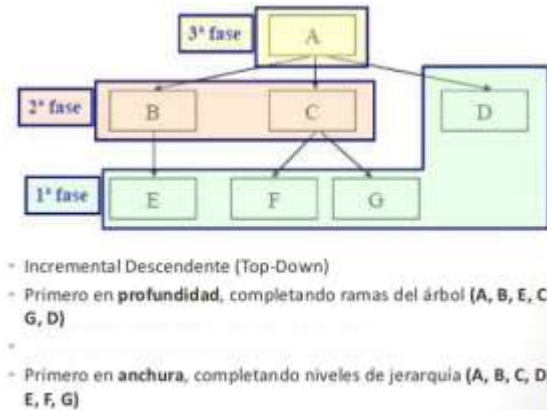 3ª fase
A
2ª fase
B
C
D
1ª fase
E
F
G
- Incremental Descendente (Top-Down)
- Primero en profundidad, completando ramas del árbol (A, B, E, C
G, D)
-
- Primero en anchura, completando niveles de jerarquía (A, B, C, D
E, F, G)